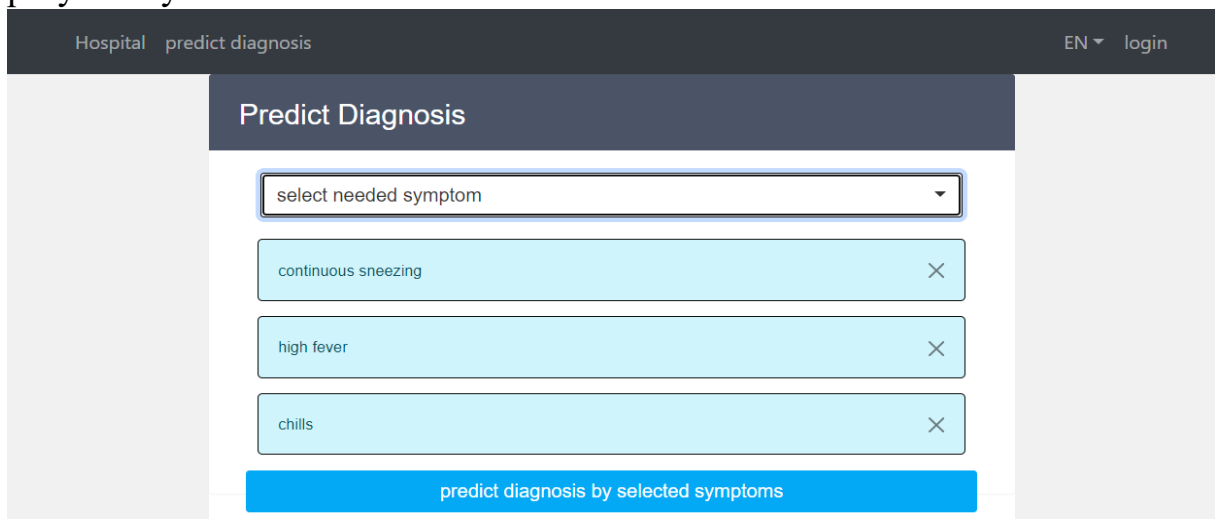 Hospital predict diagnosis EN login
Predict Diagnosis
select needed symptom
continuous sneezing
high fever
chills
predict diagnosis by selected symptoms